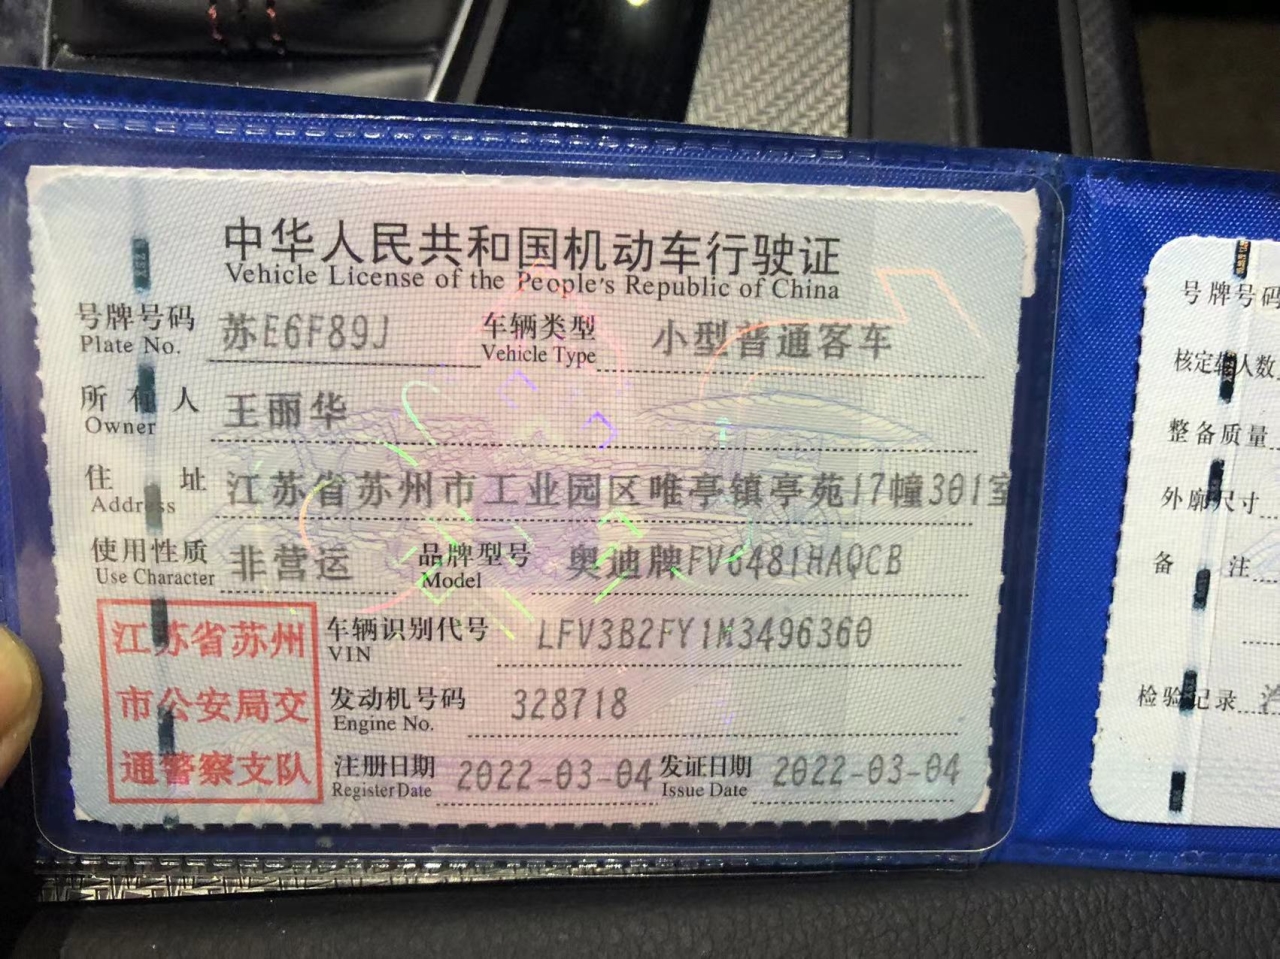 中华人民共和国机动车行驶证
Vehicle License of the People's Republic of China
号牌号码 苏E6F89J 车辆类型 小型普通客车
Plate No. Vehicle Type
所有人 王丽华
Owner
住址 江苏省苏州市工业园区唯亭镇亭苑17幢301室
Address
使用性质 非营运 品牌型号 奥迪牌FV6481HAQCB
Use Character Model
江苏省苏州
市公安局交
通警察支队
车辆识别代号 LFV3B2FY1M3496360
VIN
发动机号码 328718
Engine No.
注册日期 2022-03-04 发证日期 2022-03-04
Register Date Issue Date
号牌号码
核定载人数
整备质量
外廓尺寸
备注
检验记录